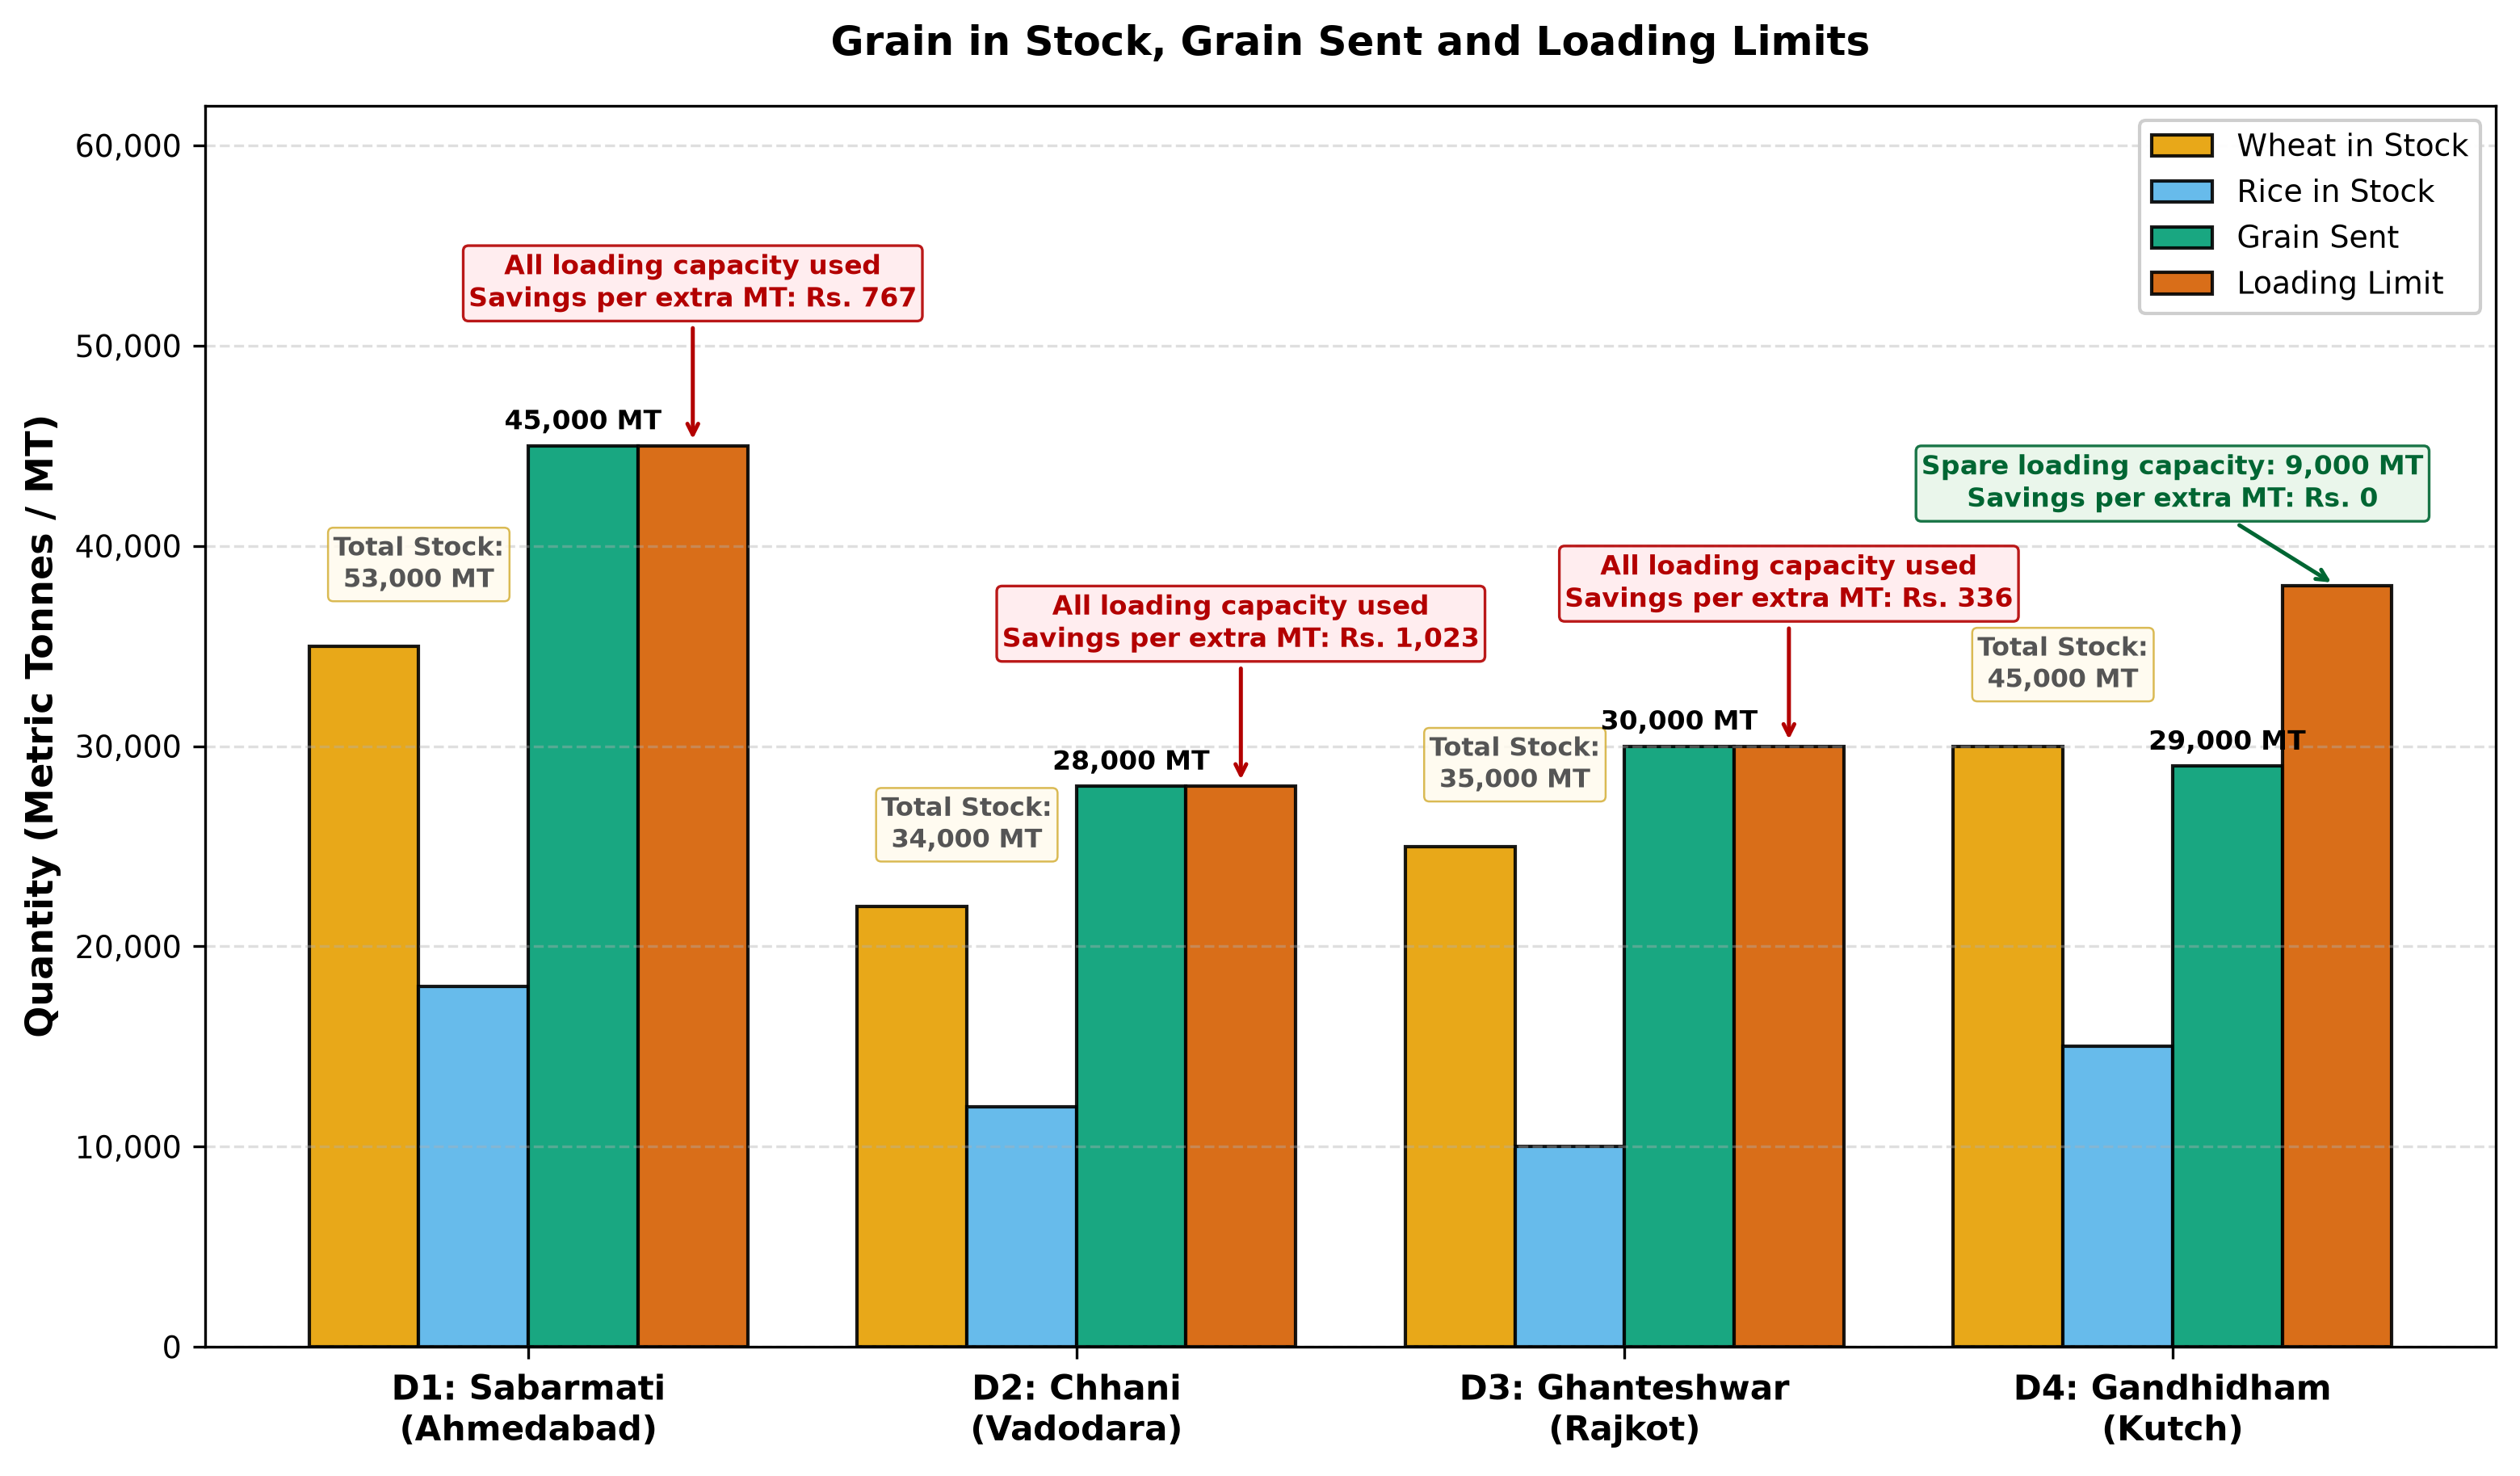 Grain in Stock, Grain Sent and Loading Limits
Quantity (Metric Tonnes / MT)
60,000
50,000
40,000
30,000
20,000
10,000
0
Wheat in Stock
Rice in Stock
Grain Sent
Loading Limit
All loading capacity used
Savings per extra MT: Rs. 767
45,000 MT
Total Stock:
53,000 MT
All loading capacity used
Savings per extra MT: Rs. 1,023
28,000 MT
Total Stock:
34,000 MT
All loading capacity used
Savings per extra MT: Rs. 336
30,000 MT
Total Stock:
35,000 MT
Spare loading capacity: 9,000 MT
Savings per extra MT: Rs. 0
Total Stock:
45,000 MT
29,000 MT
D1: Sabarmati
(Ahmedabad)
D2: Chhani
(Vadodara)
D3: Ghanteshwar
(Rajkot)
D4: Gandhidham
(Kutch)